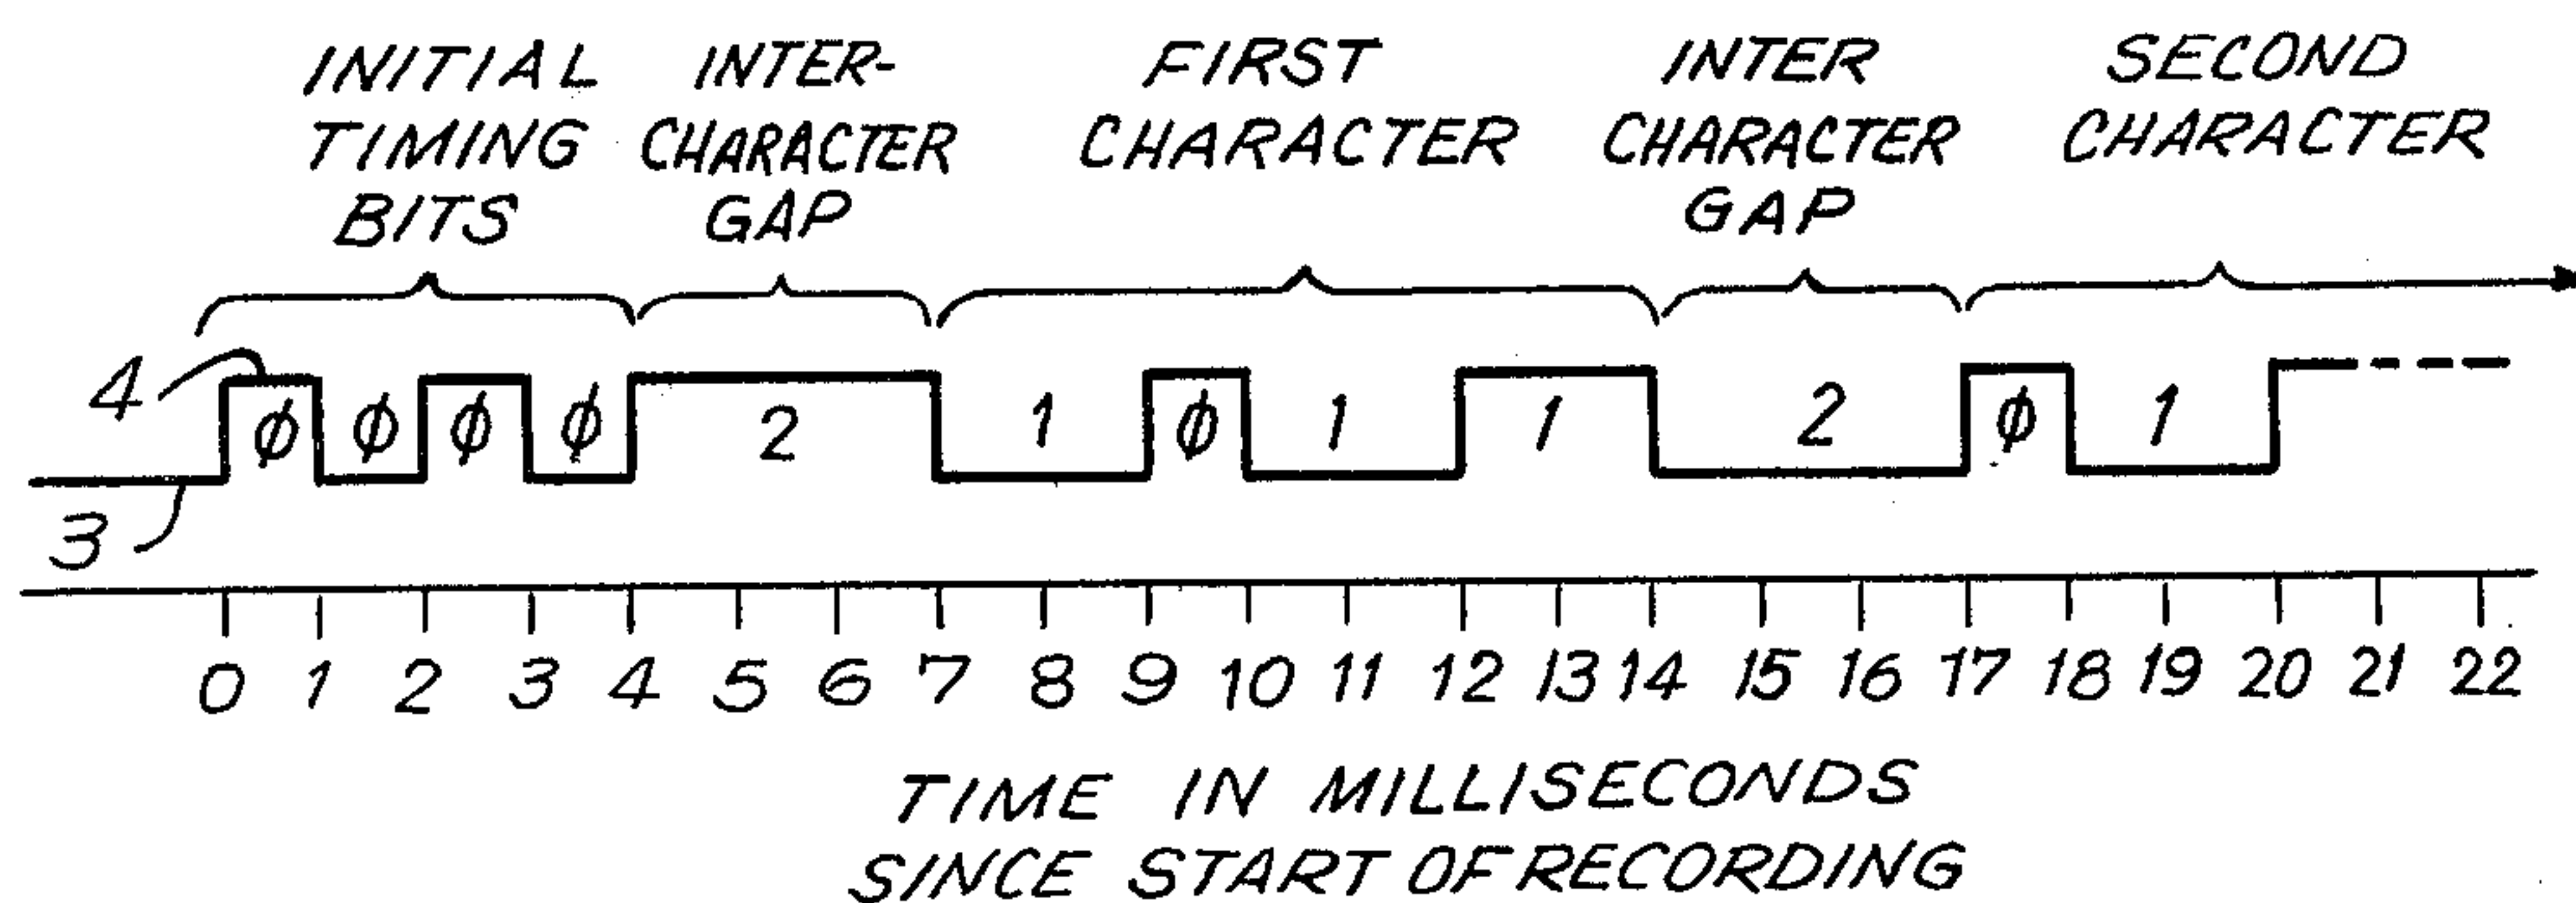 INITIAL
TIMING
BITS
INTER-
CHARACTER
GAP
FIRST
CHARACTER
INTER
CHARACTER
GAP
SECOND
CHARACTER
4
3
ϕ ϕ ϕ ϕ 2 1 ϕ 1 1 2 ϕ 1
0 1 2 3 4 5 6 7 8 9 10 11 12 13 14 15 16 17 18 19 20 21 22
TIME IN MILLISECONDS
SINCE START OF RECORDING